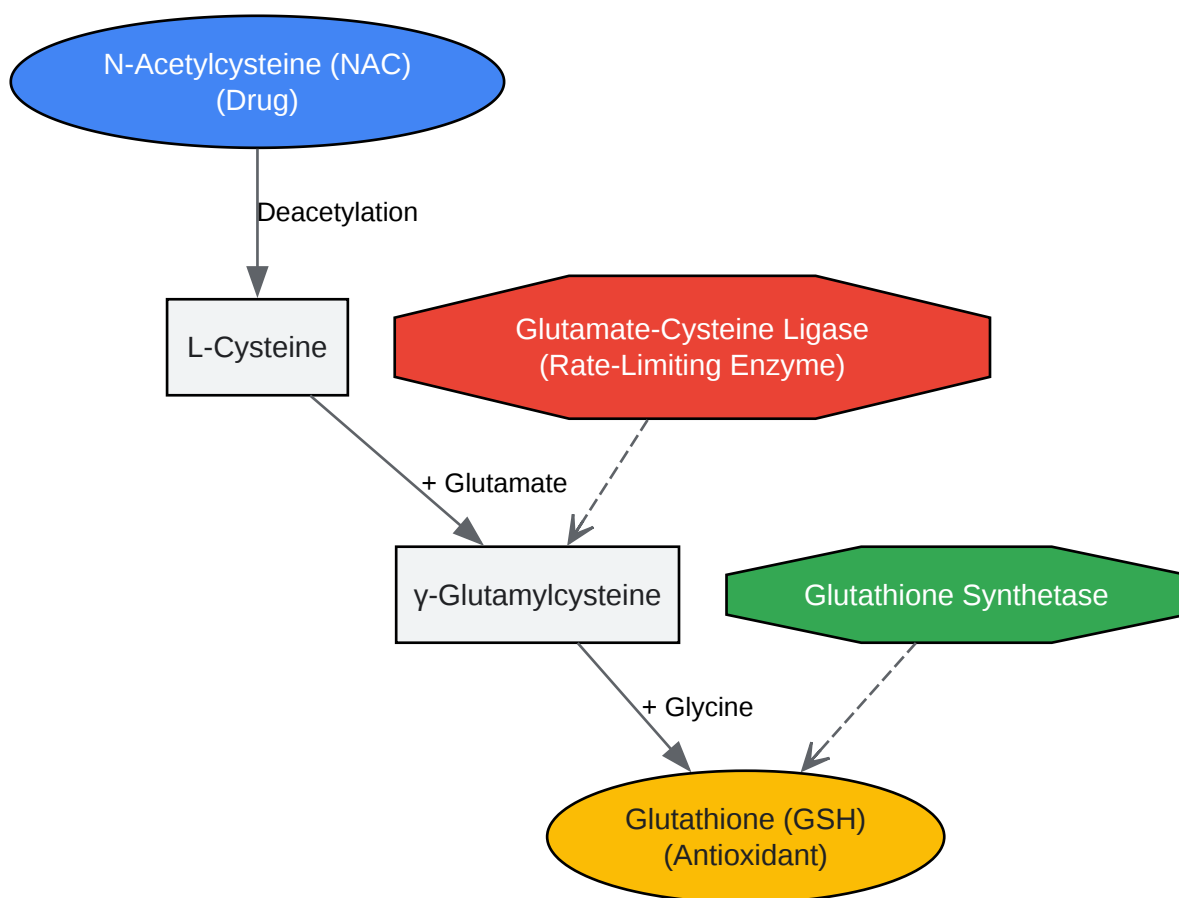 N-Acetylcysteine (NAC)
(Drug)
Deacetylation
L-Cysteine
Glutamate-Cysteine Ligase
(Rate-Limiting Enzyme)
+ Glutamate
γ-Glutamylcysteine
Glutathione Synthetase
+ Glycine
Glutathione (GSH)
(Antioxidant)